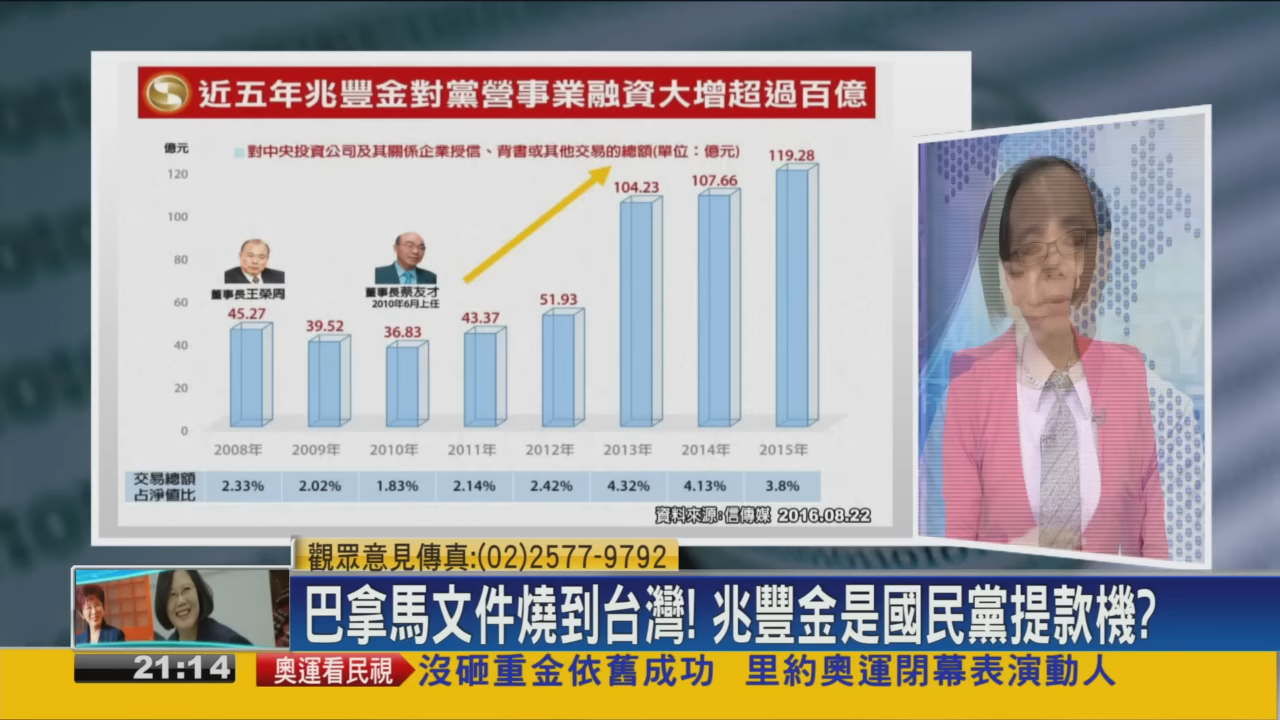 近五年兆豐金對黨營事業融資大增超過百億
億元
對中央投資公司及其關係企業授信、背書或其他交易的總額(單位：億元)
120
100
80
60
40
20
0
董事長王榮周
董事長蔡友才
2010年6月上任
45.27
39.52
36.83
43.37
51.93
104.23
107.66
119.28
2008年 2009年 2010年 2011年 2012年 2013年 2014年 2015年
交易總額
占淨值比
2.33% 2.02% 1.83% 2.14% 2.42% 4.32% 4.13% 3.8%
資料來源:信傳媒 2016.08.22
觀眾意見傳真:(02)2577-9792
巴拿馬文件燒到台灣! 兆豐金是國民黨提款機?
21:14
奧運看民視
沒砸重金依舊成功 里約奧運閉幕表演動人